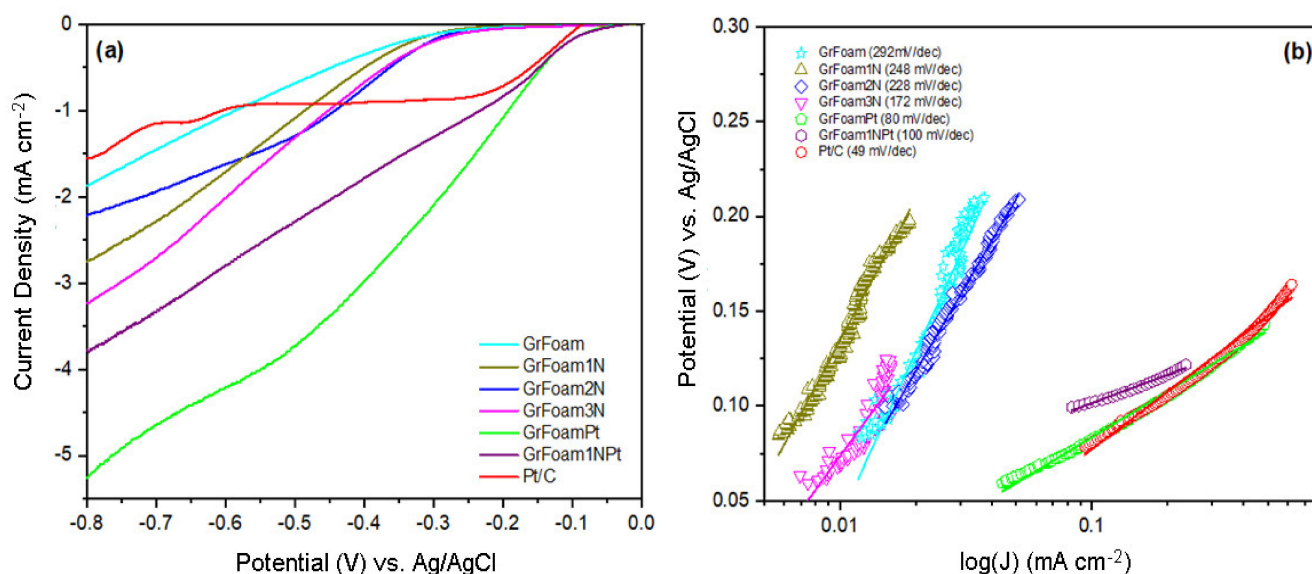 (a)
0
-1
-2
-3
-4
-5
Current Density (mA cm-2)
GrFoam
GrFoam1N
GrFoam2N
GrFoam3N
GrFoamPt
GrFoam1NPt
Pt/C
-0.8 -0.7 -0.6 -0.5 -0.4 -0.3 -0.2 -0.1 0.0
Potential (V) vs. Ag/AgCl
(b)
0.30
0.25
0.20
0.15
0.10
0.05
Potential (V) vs. Ag/AgCl
GrFoam (292mV/dec)
GrFoam1N (248 mV/dec)
GrFoam2N (228 mV/dec)
GrFoam3N (172 mV/dec)
GrFoamPt (80 mV/dec)
GrFoam1NPt (100 mV/dec)
Pt/C (49 mV/dec)
0.01 0.1
log(J) (mA cm-2)